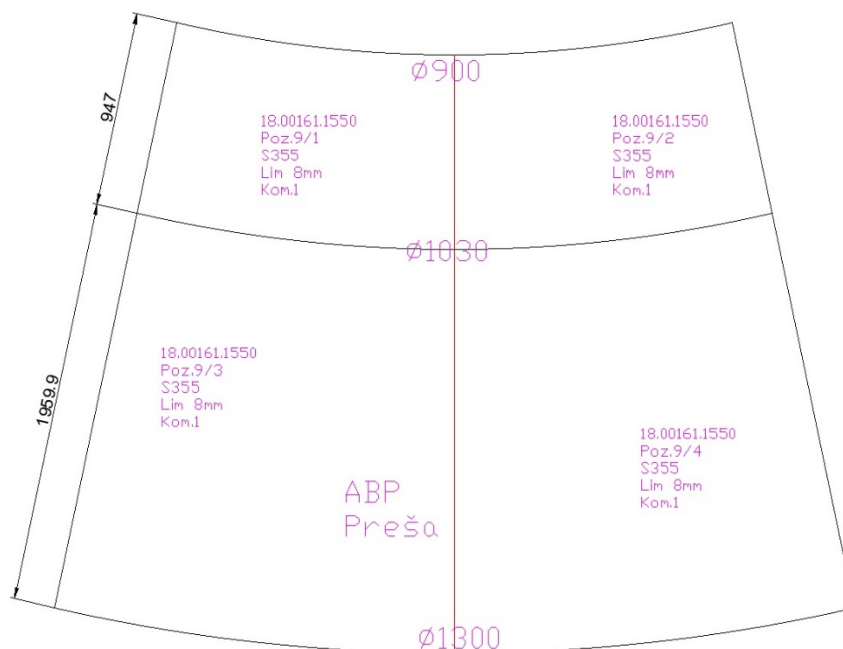 947
Ø900
18.00161.1550
Poz.9/1
S355
Lim 8mm
Kom.1
18.00161.1550
Poz.9/2
S355
Lim 8mm
Kom.1
Ø1030
1959.9
18.00161.1550
Poz.9/3
S355
Lim 8mm
Kom.1
18.00161.1550
Poz.9/4
S355
Lim 8mm
Kom.1
ABP
Preša
Ø1300